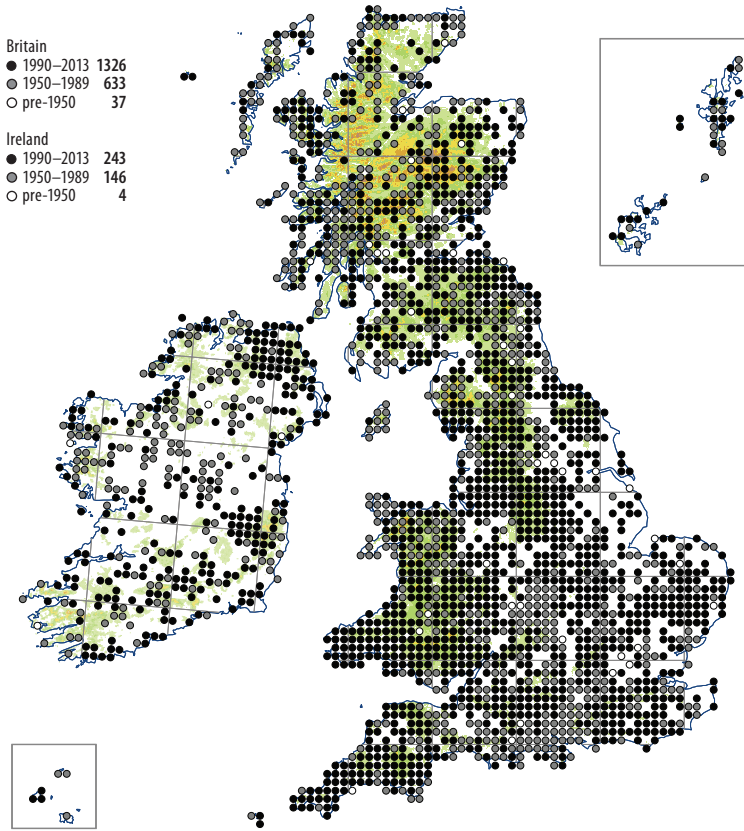 Britain
1990–2013 1326
1950–1989 633
pre-1950 37
Ireland
1990–2013 243
1950–1989 146
pre-1950 4